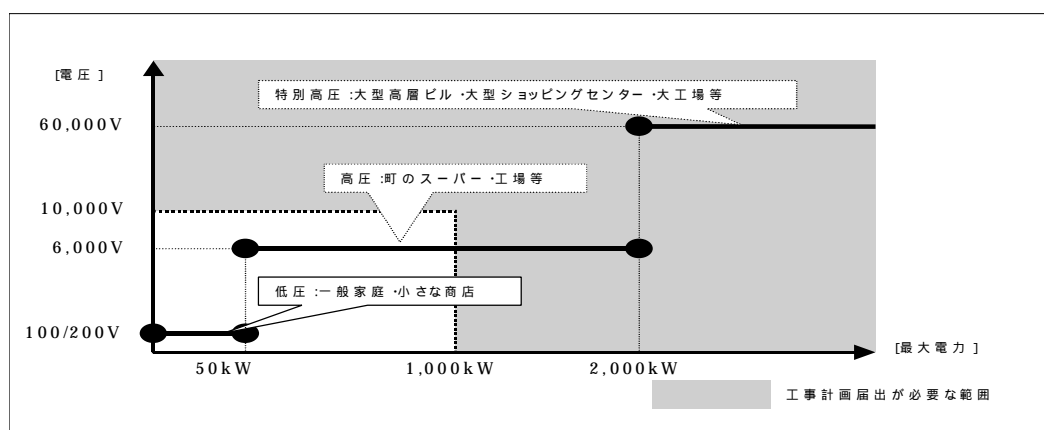 [電圧]
特別高圧:大型高層ビル・大型ショッピングセンター・大工場等
60,000V
高圧:町のスーパー・工場等
10,000V
6,000V
低圧:一般家庭・小さな商店
100/200V
[最大電力]
50kW
1,000kW
2,000kW
工事計画届出が必要な範囲